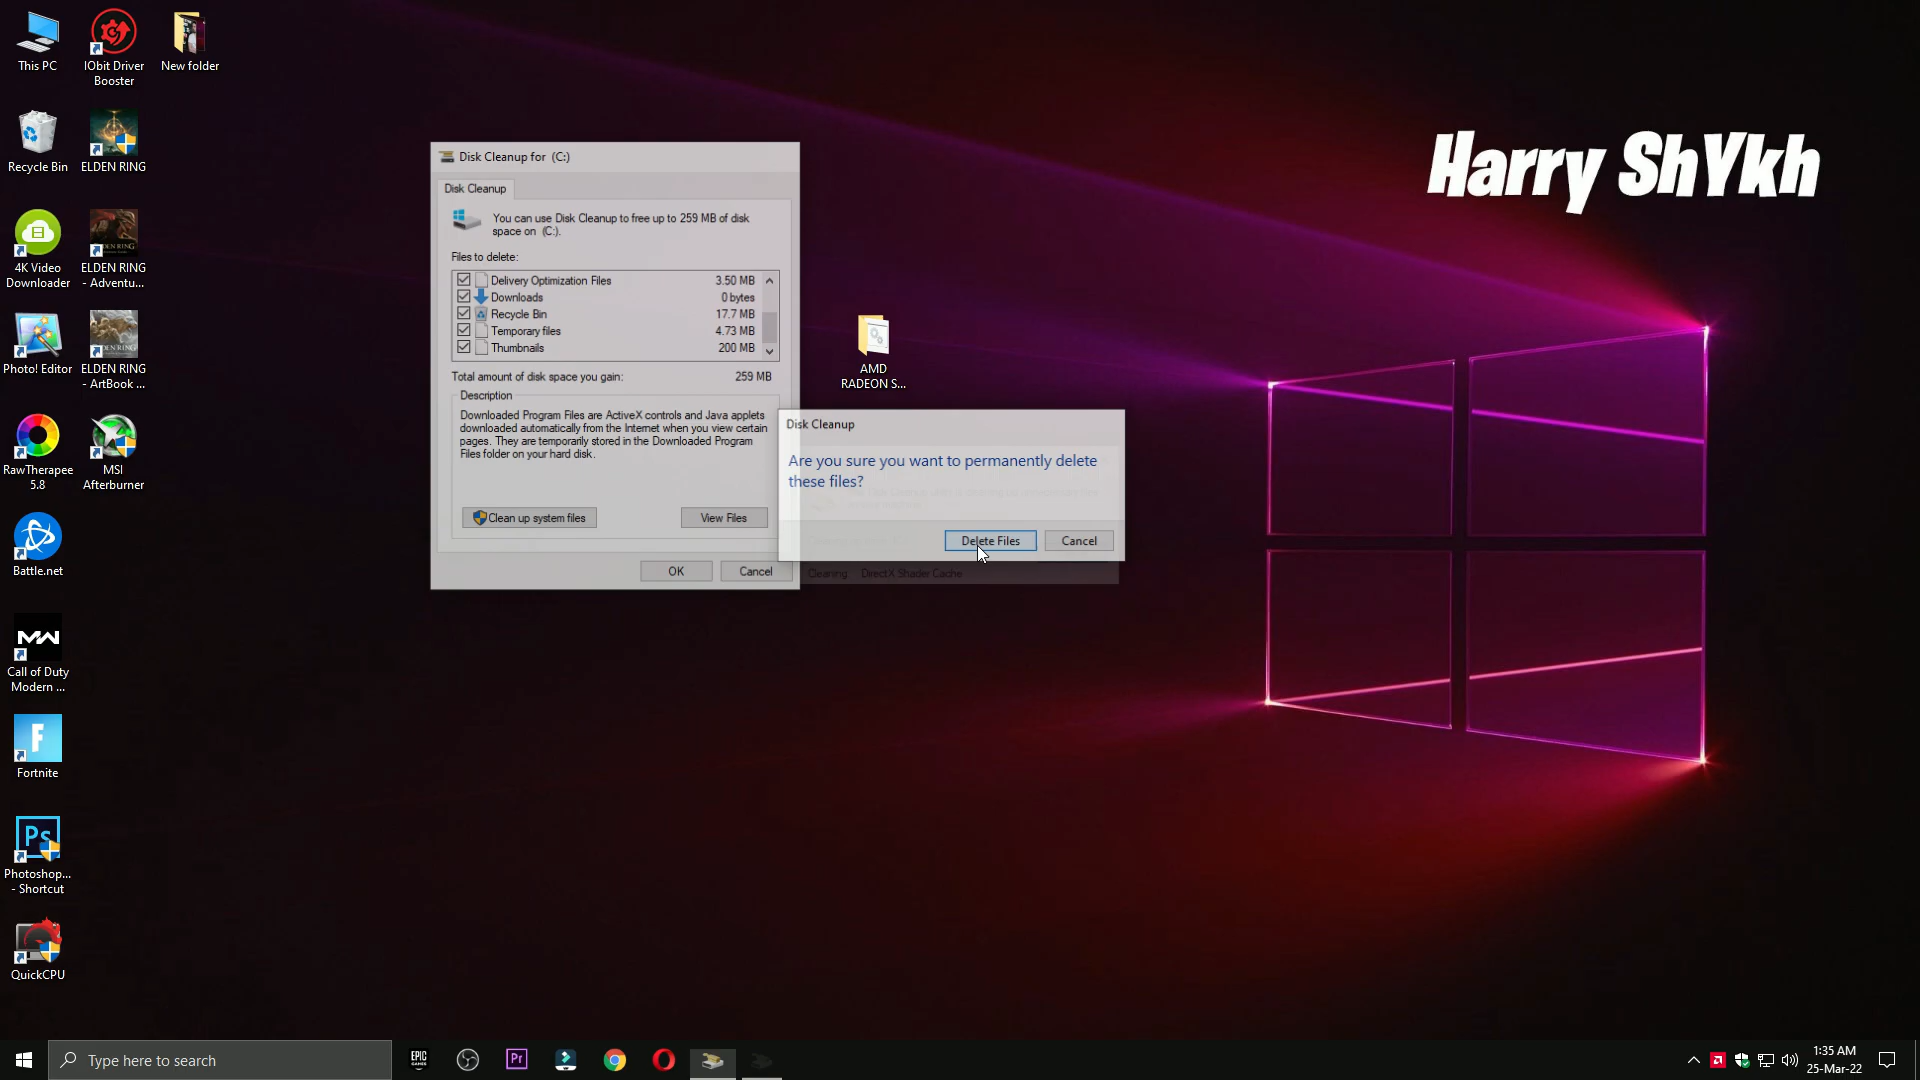 This PC
IObit Driver
Booster
New folder
Recycle Bin
ELDEN RING
4K Video
Downloader
ELDEN RING
- Adventu...
Photo! Editor
ELDEN RING
- ArtBook ...
RawTherapee
5.8
MSI
Afterburner
Battle.net
Call of Duty
Modern ...
Fortnite
Photoshop...
- Shortcut
QuickCPU
Harry ShYkh
Disk Cleanup for (C:)
Disk Cleanup
You can use Disk Cleanup to free up to 259 MB of disk
space on (C:).
Files to delete:
Delivery Optimization Files 3.50 MB
Downloads 0 bytes
Recycle Bin 17.7 MB
Temporary files 4.73 MB
Thumbnails 200 MB
Total amount of disk space you gain: 259 MB
Description
Downloaded Program Files are ActiveX controls and Java applets
downloaded automatically from the Internet when you view certain
pages. They are temporarily stored in the Downloaded Program
Files folder on your hard disk.
Clean up system files
View Files
OK
Cancel
AMD
RADEON S...
Disk Cleanup
Are you sure you want to permanently delete
these files?
Delete Files
Cancel
Cleaning: DirectX Shader Cache
Type here to search
EPIC
GAMES
Pr
1:35 AM
25-Mar-22